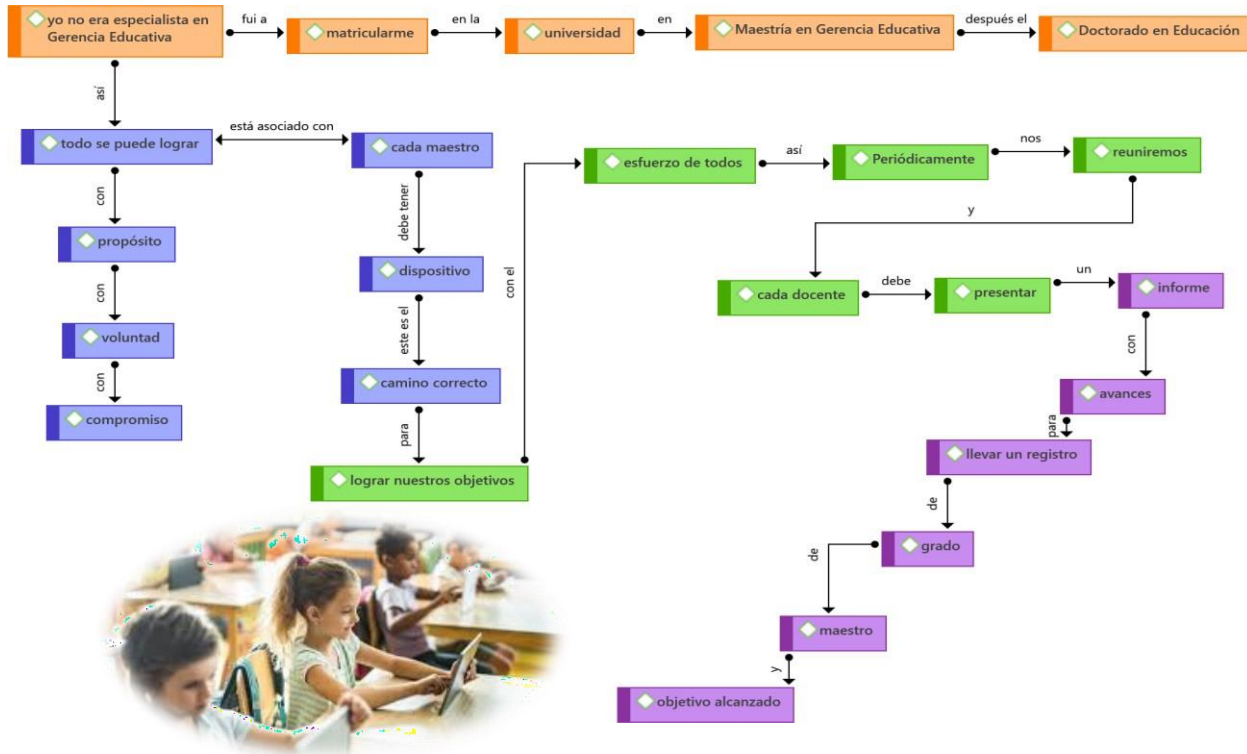 yo no era especialista en
Gerencia Educativa
fui a
matricularme
en la
universidad
en
Maestría en Gerencia Educativa
después el
Doctorado en Educación
así
todo se puede lograr
está asociado con
cada maestro
con
propósito
con
voluntad
con
compromiso
debe tener
dispositivo
este es el
camino correcto
para
lograr nuestros objetivos
con el
esfuerzo de todos
así
Periódicamente
nos
reuniremos
y
cada docente
debe
presentar
un
informe
con
avances
para
llevar un registro
de
grado
de
maestro
y
objetivo alcanzado